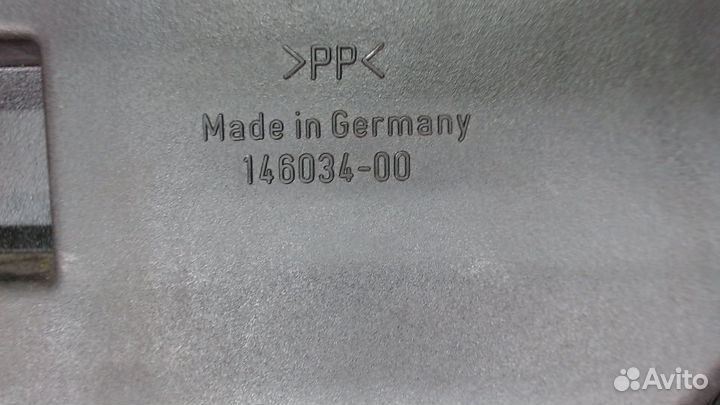 >PP<
Made in Germany
146034-00
Avito